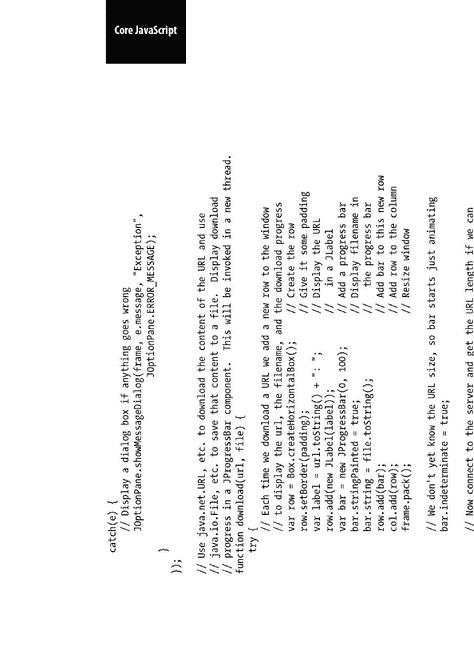 Core JavaScript
catch(e) {
// Display a dialog box if anything goes wrong
JOptionPane.showMessageDialog(frame, e.message, "Exception",
JOptionPane.ERROR_MESSAGE);
}
});
// Use java.net.URL, etc. to download the content of the URL and use
// java.io.File, etc. to save that content to a file.  Display download
// progress in a JProgressBar component.  This will be invoked in a new thread.
function download(url, file) {
try {
// Each time we download a URL we add a new row to the window
// to display the url, the filename, and the download progress
var row = Box.createHorizontalBox();     // Create the row
row.setBorder(padding);                  // Give it some padding
var label = url.toString() + ": ";       // Display the URL
row.add(new JLabel(label));              //   in a JLabel
var bar = new JProgressBar(0, 100);      // Add a progress bar
bar.stringPainted = true;                // Display filename in
bar.string = file.toString();            //   the progress bar
row.add(bar);                            // Add bar to this new row
col.add(row);                            // Add row to the column
frame.pack();                            // Resize window
// We don't yet know the URL size, so bar starts just animating
bar.indeterminate = true;
// Now connect to the server and get the URL length if we can